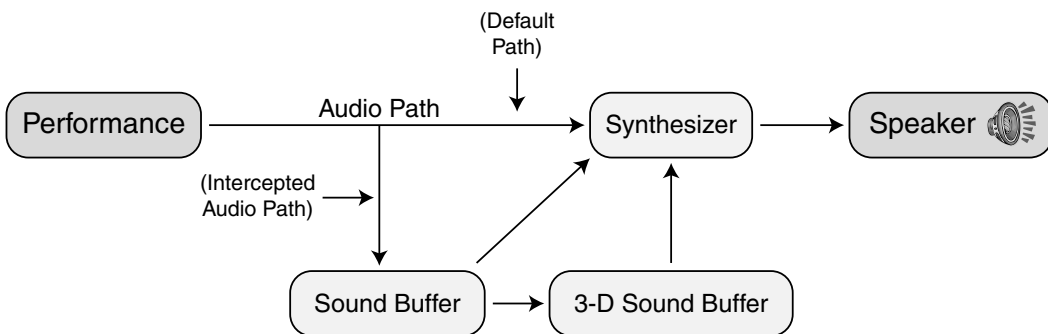 (Default
Path)
Performance
Audio Path
Synthesizer
Speaker
(Intercepted
Audio Path)
Sound Buffer
3-D Sound Buffer